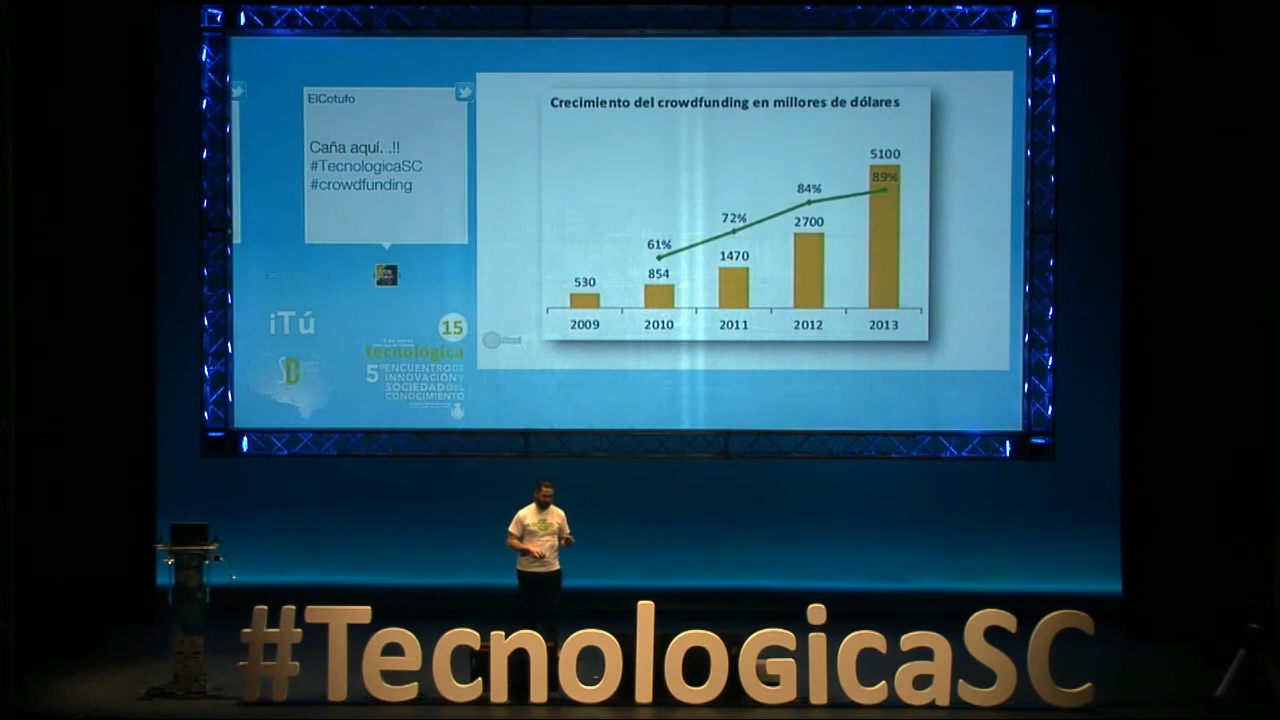 ElCotufo
Caña aquí. .!!
#TecnologicaSC
#crowdfunding
Crecimiento del crowdfunding en millores de dólares
5100
89%
84%
2700
72%
1470
61%
854
530
2009 2010 2011 2012 2013
iTú
15
tecnológica
5º ENCUENTRO DE
INNOVACIÓN Y
SOCIEDAD DEL
CONOCIMIENTO
#TecnoloGicaSC